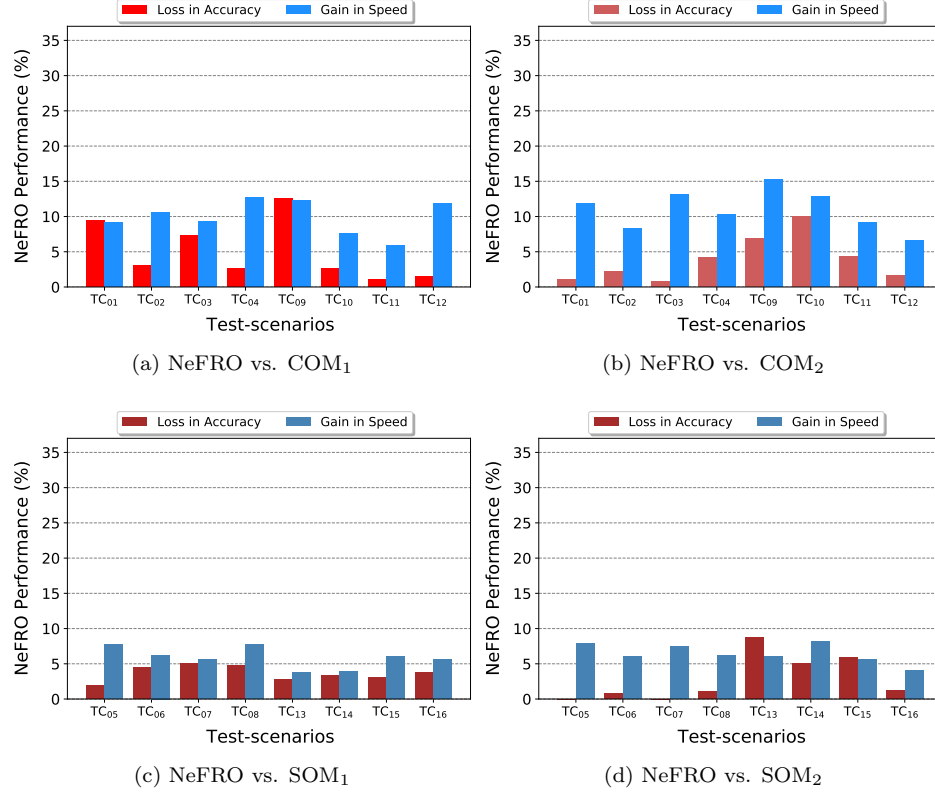 Loss in Accuracy Gain in Speed
NeFRO Performance (%)
35
30
25
20
15
10
5
0
TC01 TC02 TC03 TC04 TC09 TC10 TC11 TC12
Test-scenarios
(a) NeFRO vs. COM1
Loss in Accuracy Gain in Speed
NeFRO Performance (%)
35
30
25
20
15
10
5
0
TC01 TC02 TC03 TC04 TC09 TC10 TC11 TC12
Test-scenarios
(b) NeFRO vs. COM2
Loss in Accuracy Gain in Speed
NeFRO Performance (%)
35
30
25
20
15
10
5
0
TC05 TC06 TC07 TC08 TC13 TC14 TC15 TC16
Test-scenarios
(c) NeFRO vs. SOM1
Loss in Accuracy Gain in Speed
NeFRO Performance (%)
35
30
25
20
15
10
5
0
TC05 TC06 TC07 TC08 TC13 TC14 TC15 TC16
Test-scenarios
(d) NeFRO vs. SOM2